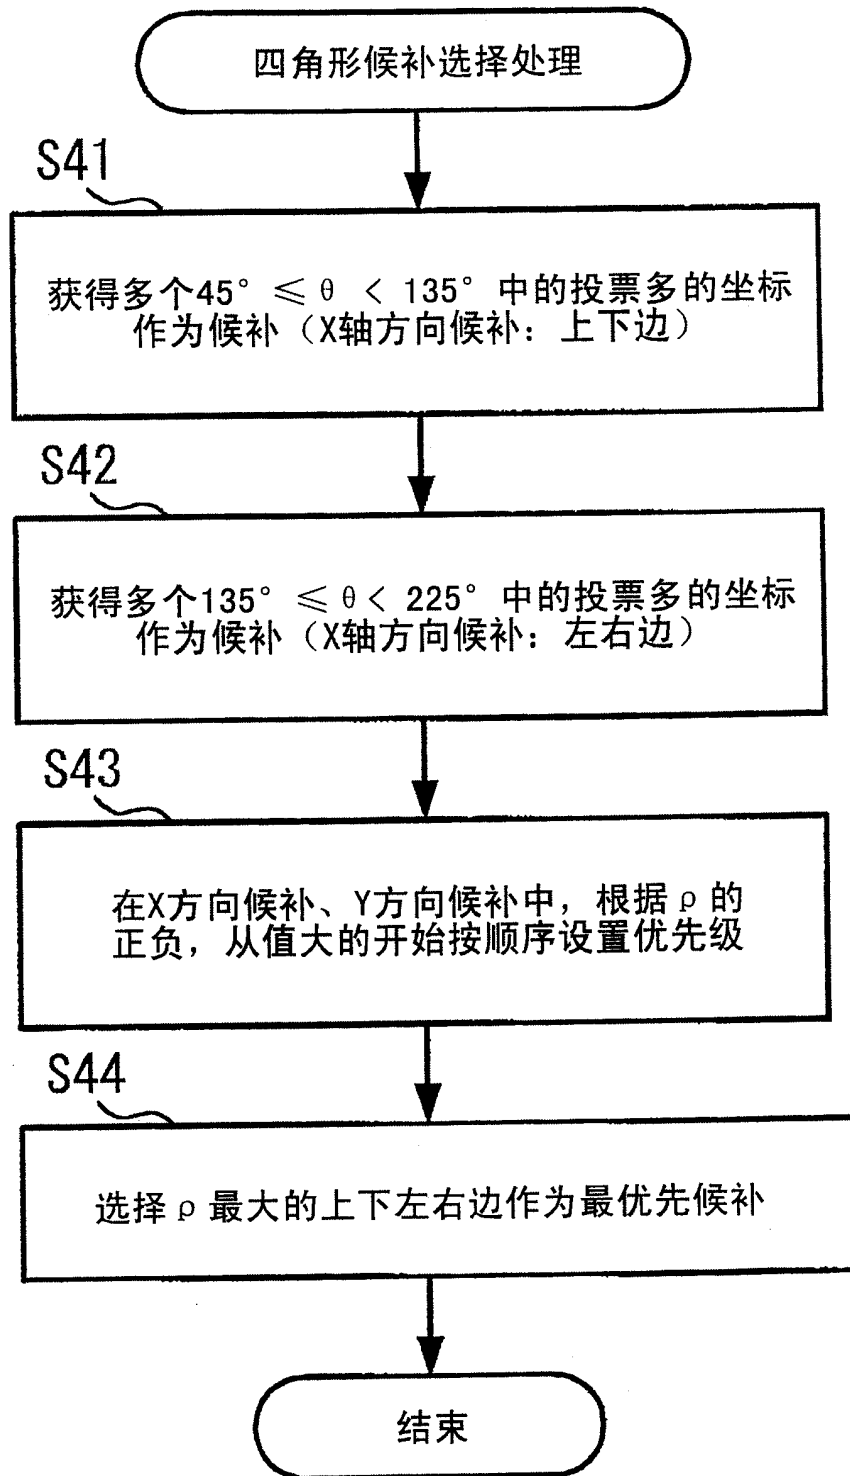 四角形候补选择处理
S41
获得多个45° ≤ θ < 135° 中的投票多的坐标
作为候补（X轴方向候补：上下边）
S42
获得多个135° ≤ θ < 225° 中的投票多的坐标
作为候补（X轴方向候补：左右边）
S43
在X方向候补、Y方向候补中，根据ρ的
正负，从值大的开始按顺序设置优先级
S44
选择ρ最大的上下左右边作为最优先候补
结束